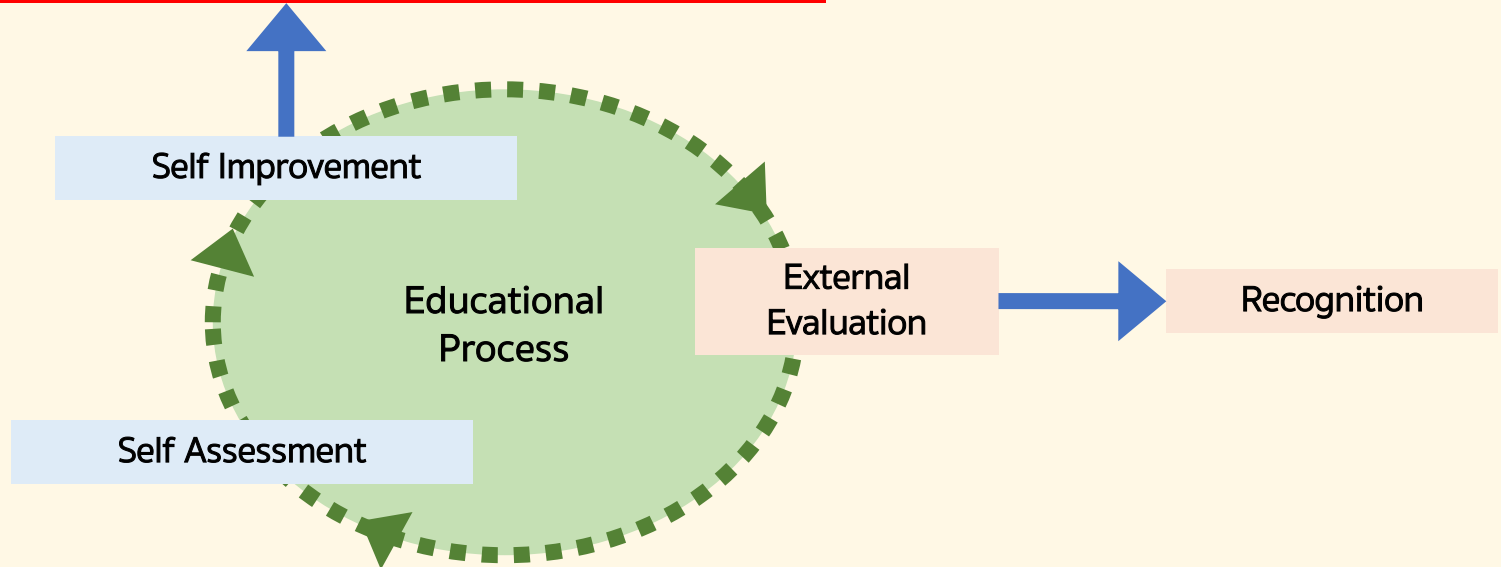 Self Improvement
External
Evaluation
Recognition
Educational
Process
Self Assessment